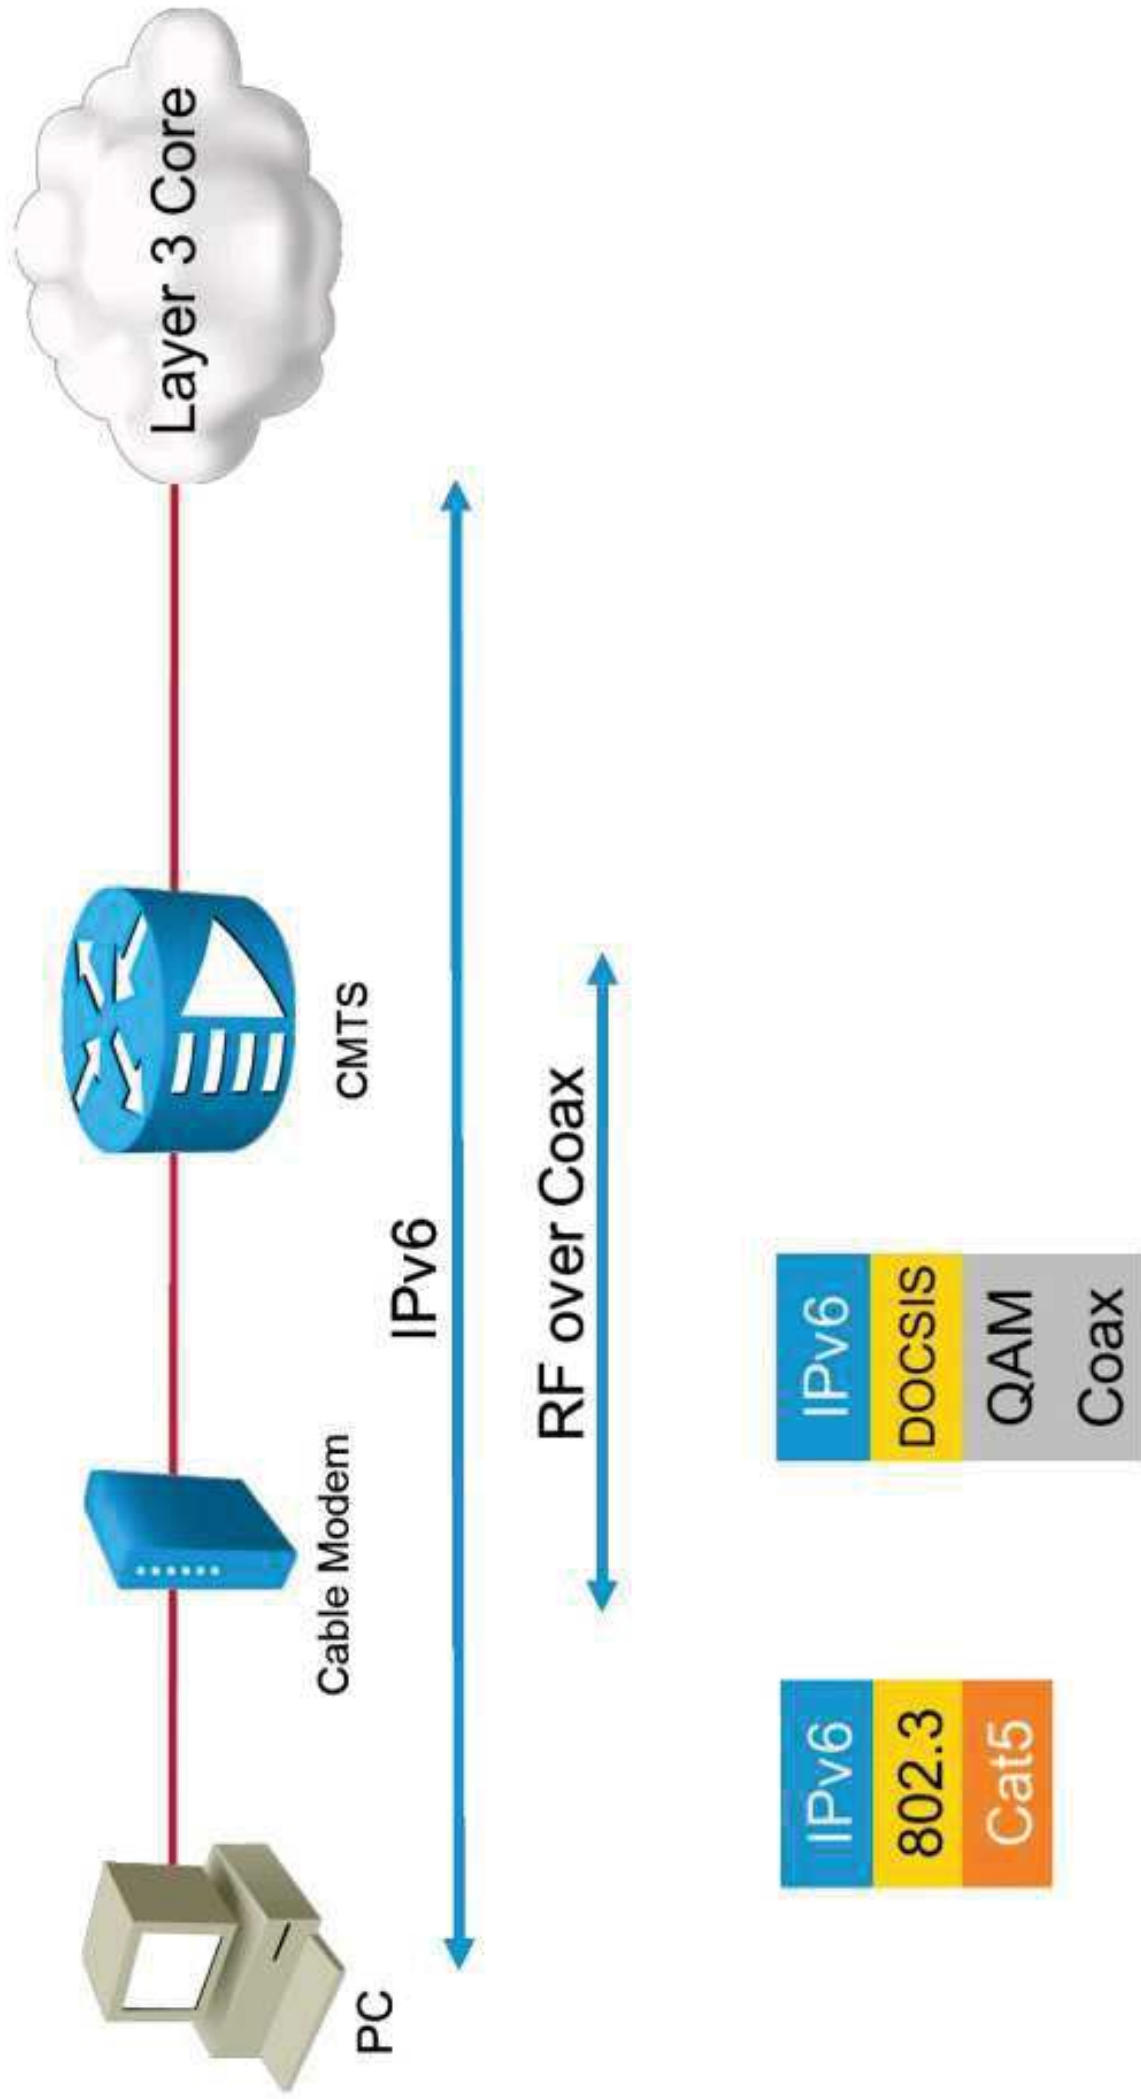 Layer 3 Core
CMTS
Cable Modem
PC
IPv6
RF over Coax
IPv6
802.3
Cat5
IPv6
DOCSIS
QAM
Coax